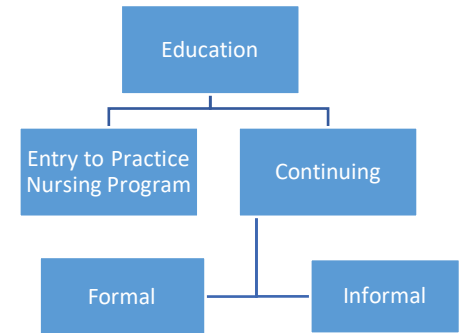 Education
Entry to Practice
Nursing Program
Continuing
Formal
Informal